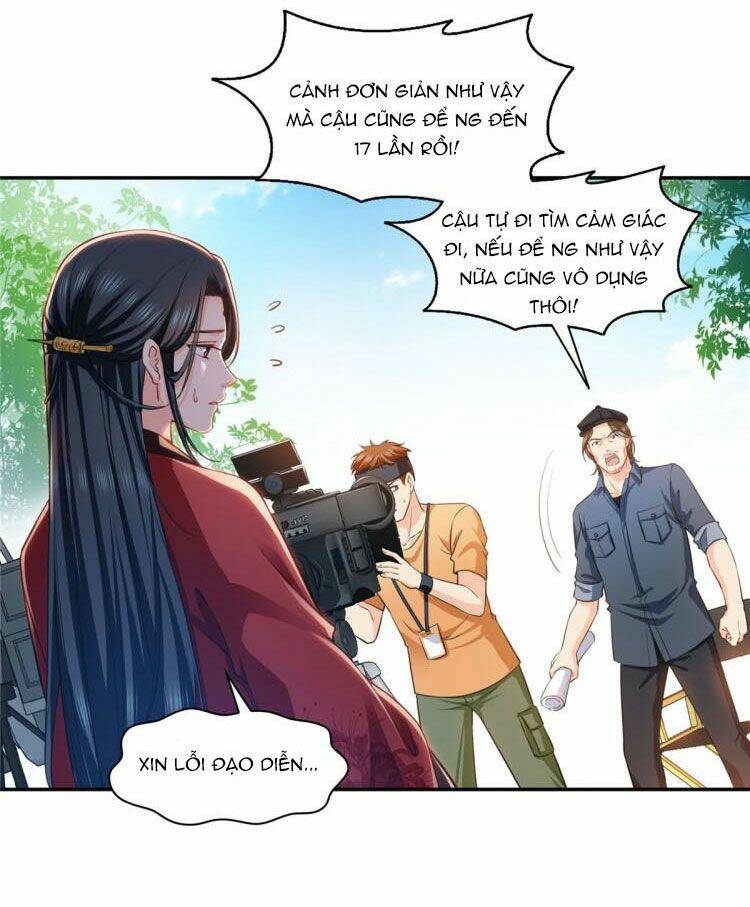 CẢNH ĐƠN GIẢN NHƯ VẬY
MÀ CẬU CŨNG ĐỂ NG ĐẾN
17 LẦN RỒI!
CẬU TỰ ĐI TÌM CẢM GIÁC
ĐI, NẾU ĐỂ NG NHƯ VẬY
NỮA CŨNG VÔ DỤNG
THÔI!
XIN LỖI ĐẠO DIỄN...